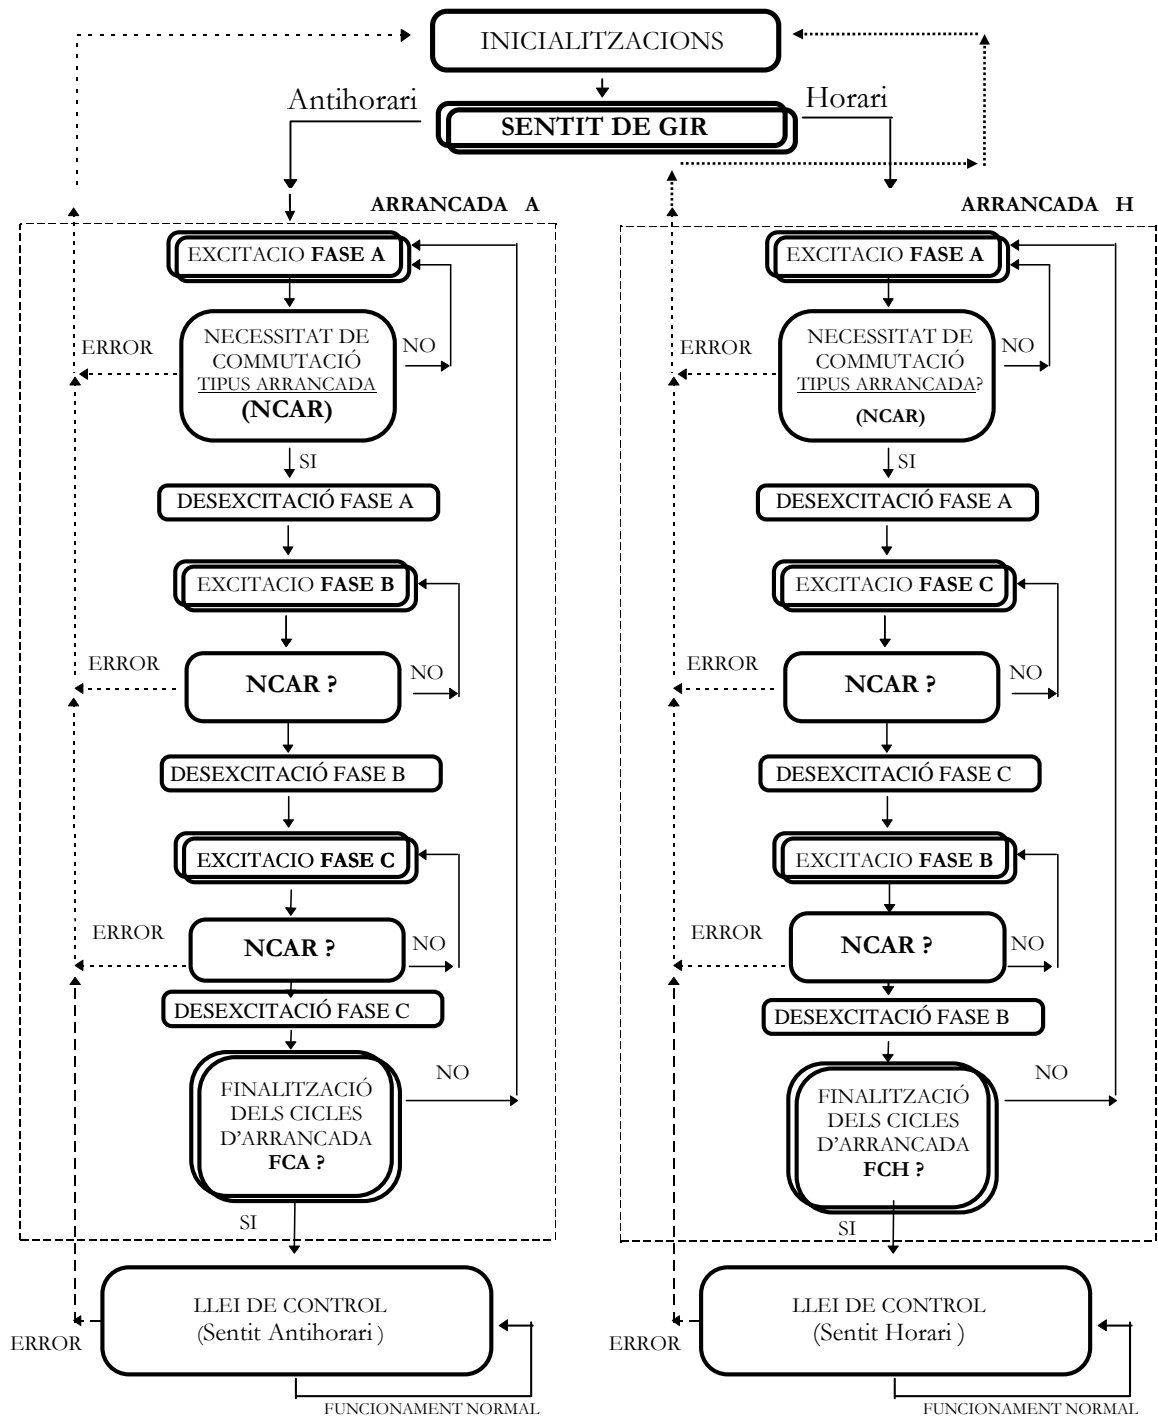 INICIALITZACIONS
Antihorari
Horari
SENTIT DE GIR
ARRANCADA A
EXCITACIO FASE A
NECESSITAT DE
COMMUTACIÓ
TIPUS ARRANCADA
(NCAR)
ERROR
NO
SI
DESEXCITACIÓ FASE A
EXCITACIO FASE B
ERROR
NCAR ?
NO
DESEXCITACIÓ FASE B
EXCITACIO FASE C
ERROR
NCAR ?
NO
DESEXCITACIÓ FASE C
FINALITZACIÓ
DELS CICLES
D'ARRANCADA
FCA ?
NO
SI
LLEI DE CONTROL
(Sentit Antihorari )
ERROR
FUNCIONAMENT NORMAL
ARRANCADA H
EXCITACIO FASE A
NECESSITAT DE
COMMUTACIÓ
TIPUS ARRANCADA?
(NCAR)
ERROR
NO
SI
DESEXCITACIÓ FASE A
EXCITACIO FASE C
ERROR
NCAR ?
NO
DESEXCITACIÓ FASE C
EXCITACIO FASE B
ERROR
NCAR ?
NO
DESEXCITACIÓ FASE B
FINALITZACIÓ
DELS CICLES
D'ARRANCADA
FCH ?
NO
SI
LLEI DE CONTROL
(Sentit Horari )
ERROR
FUNCIONAMENT NORMAL